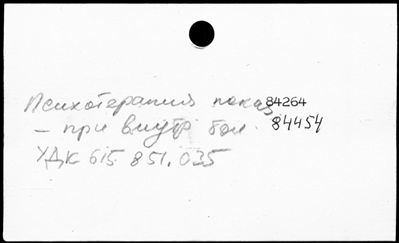 Психотерапия показ 84264
– при внутр бол. 84454
УДК 615 851.035